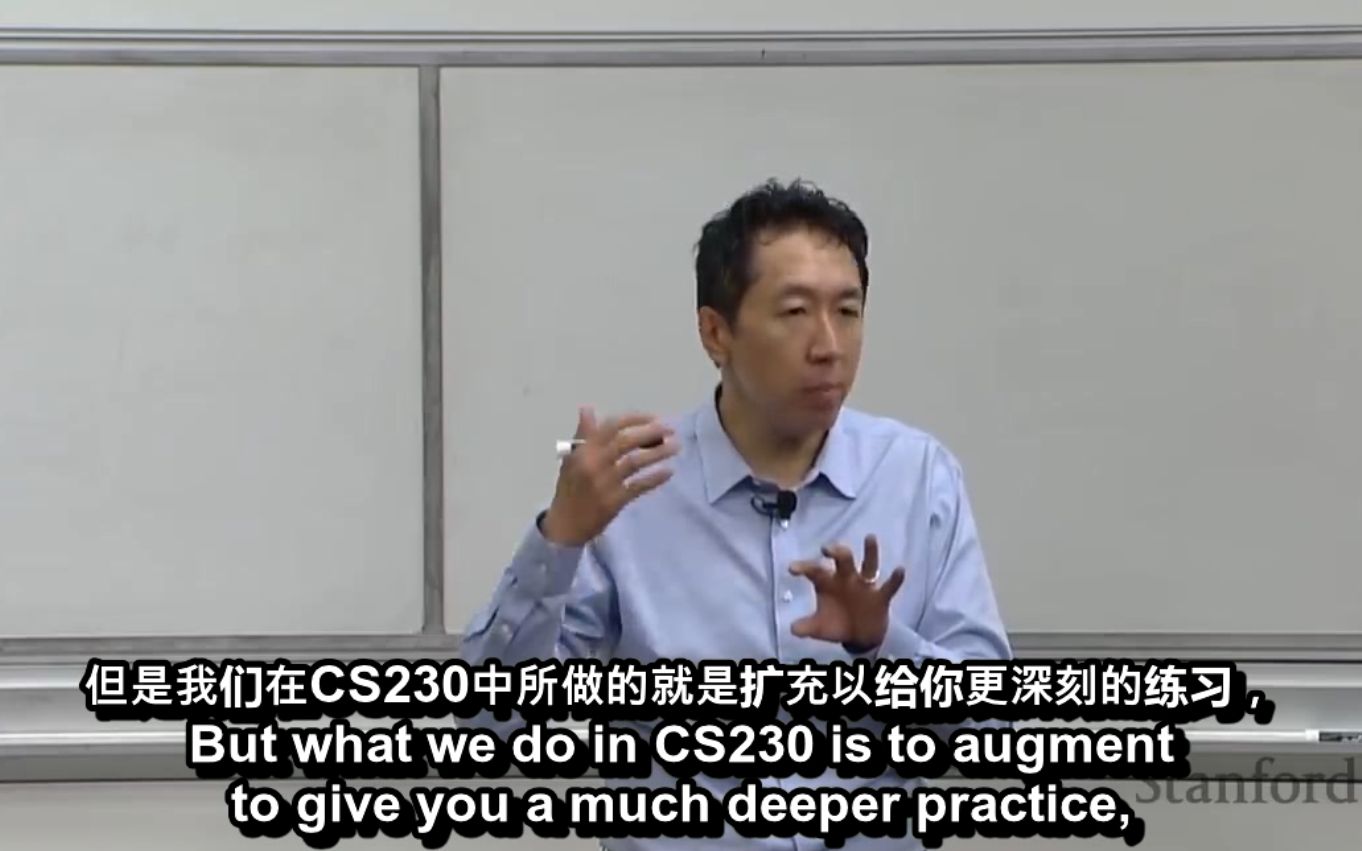 但是我们在CS230中所做的就是扩充以给你更深刻的练习，
But what we do in CS230 is to augment
to give you a much deeper practice,
Stanford